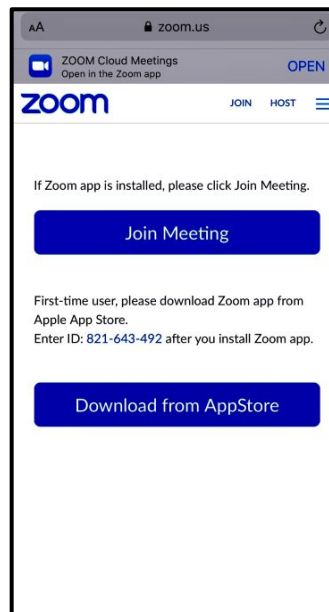 AA zoom.us
ZOOM Cloud Meetings
Open in the Zoom app
OPEN
zoom JOIN HOST
If Zoom app is installed, please click Join Meeting.
Join Meeting
First-time user, please download Zoom app from
Apple App Store.
Enter ID: 821-643-492 after you install Zoom app.
Download from AppStore